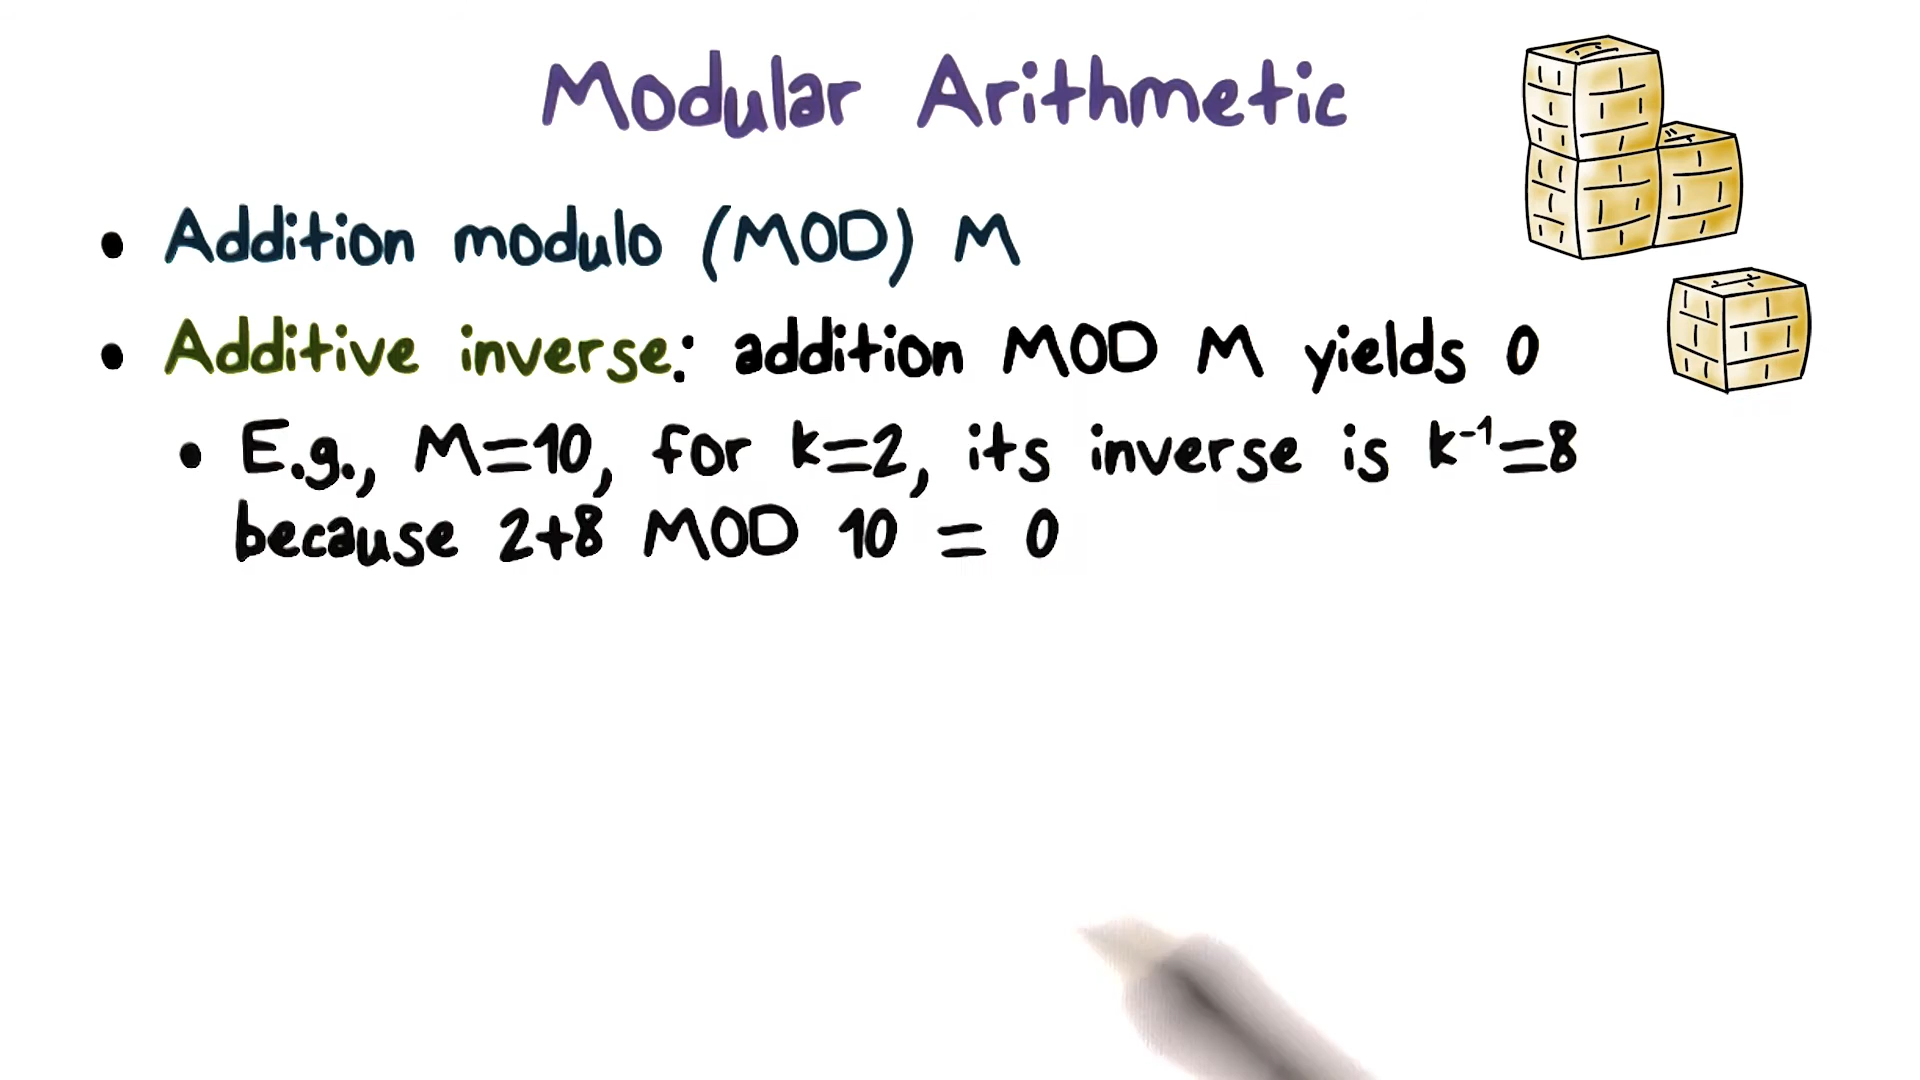 Modular Arithmetic
• Addition modulo (MOD) M
• Additive inverse: addition MOD M yields 0
• E.g., M=10, for k=2, its inverse is k⁻¹=8
because 2+8 MOD 10 = 0